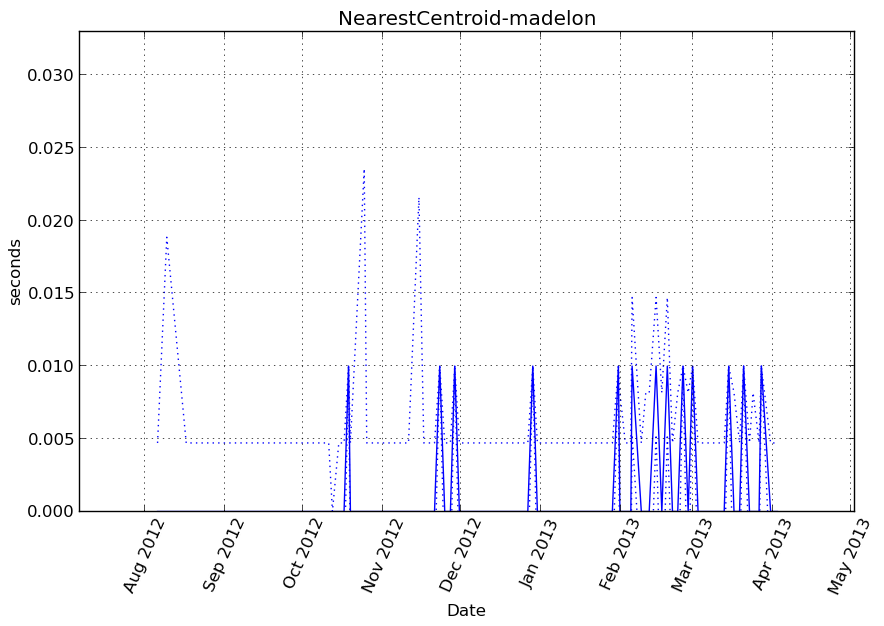 NearestCentroid-madelon
0.030
0.025
0.020
0.015
0.010
0.005
0.000
seconds
Aug 2012
Sep 2012
Oct 2012
Nov 2012
Dec 2012
Jan 2013
Feb 2013
Mar 2013
Apr 2013
May 2013
Date